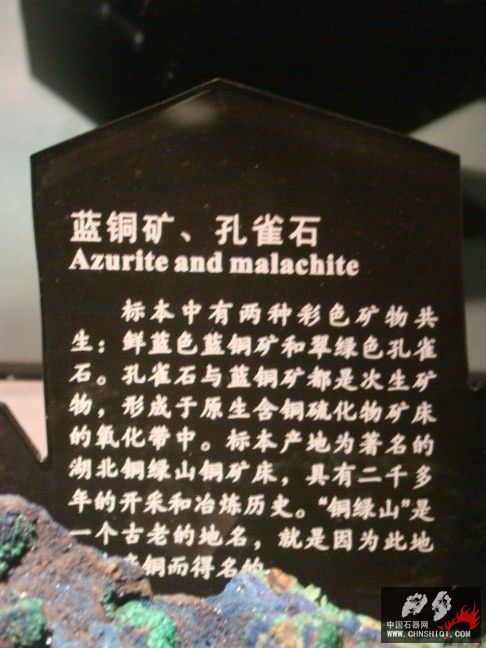 蓝铜矿、孔雀石
Azurite and malachite
标本中有两种彩色矿物共
生：鲜蓝色蓝铜矿和翠绿色孔雀
石。孔雀石与蓝铜矿都是次生矿
物，形成于原生含铜硫化物矿床
的氧化带中。标本产地为著名的
湖北铜绿山铜矿床，具有二千多
年的开采和冶炼历史。“铜绿山”是
一个古老的地名，就是因为此地
铜而得名的
中国石器网
WWW.CHNSHIQI.COM